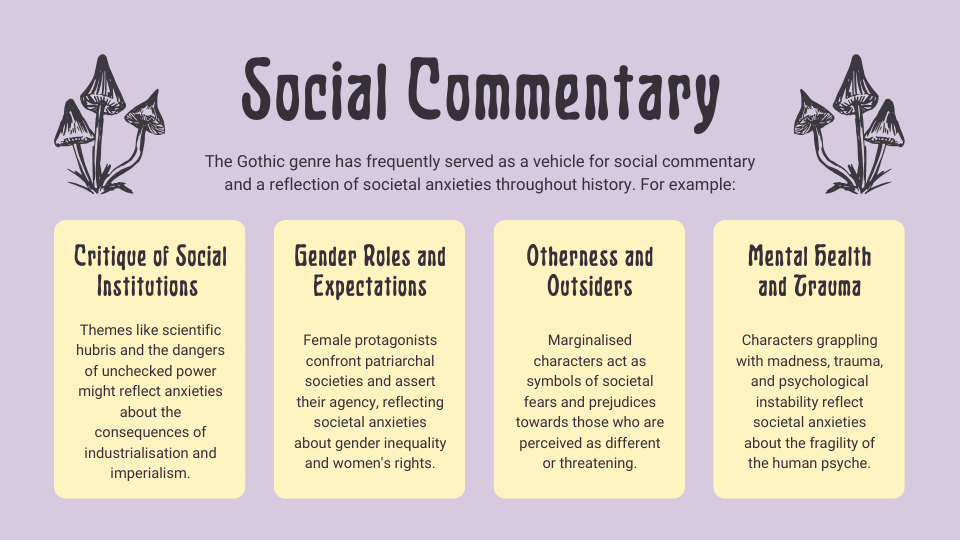 Social Commentary
The Gothic genre has frequently served as a vehicle for social commentary
and a reflection of societal anxieties throughout history. For example:
Critique of Social
Institutions
Themes like scientific
hubris and the dangers
of unchecked power
might reflect anxieties
about the
consequences of
industrialisation and
imperialism.
Gender Roles and
Expectations
Female protagonists
confront patriarchal
societies and assert
their agency, reflecting
societal anxieties
about gender inequality
and women's rights.
Otherness and
Outsiders
Marginalised
characters act as
symbols of societal
fears and prejudices
towards those who are
perceived as different
or threatening.
Mental Health
and Trauma
Characters grappling
with madness, trauma,
and psychological
instability reflect
societal anxieties
about the fragility of
the human psyche.